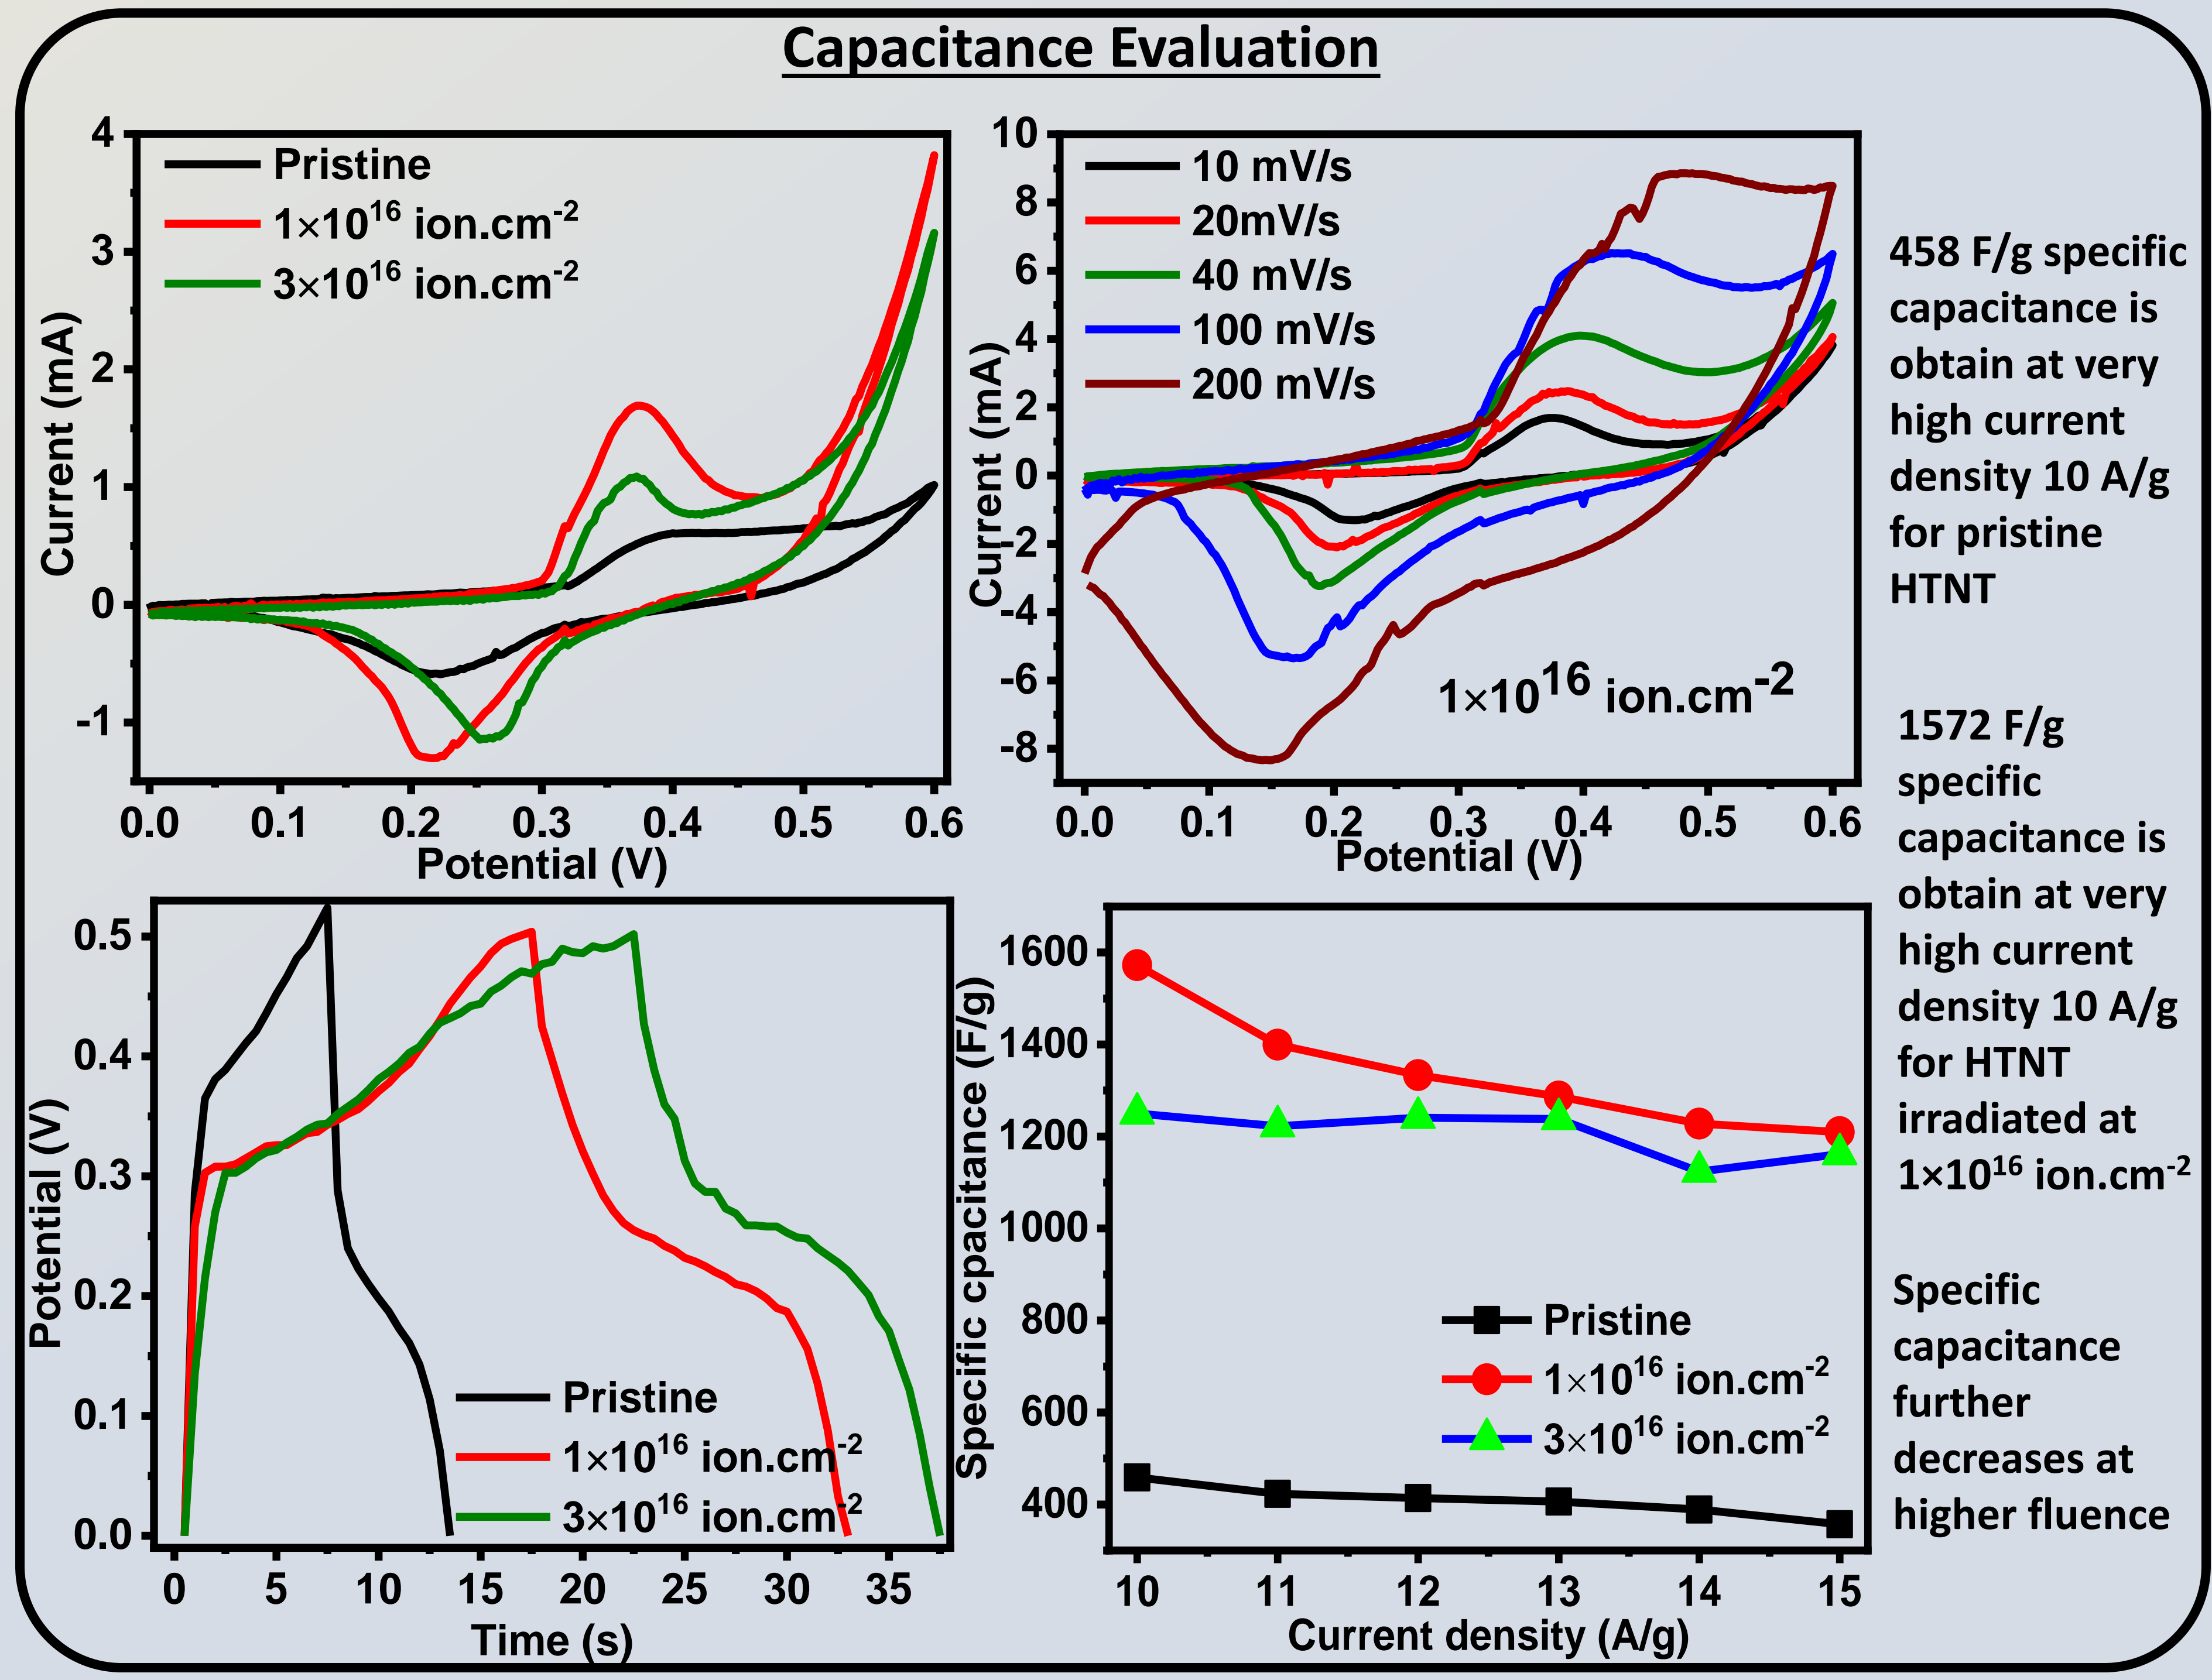 Capacitance Evaluation
4
3
2
1
0
-1
Current (mA)
Pristine
1×10¹⁶ ion.cm⁻²
3×10¹⁶ ion.cm⁻²
0.0 0.1 0.2 0.3 0.4 0.5 0.6
Potential (V)
10
8
6
4
2
0
-2
-4
-6
-8
Current (mA)
10 mV/s
20mV/s
40 mV/s
100 mV/s
200 mV/s
1×10¹⁶ ion.cm⁻²
0.0 0.1 0.2 0.3 0.4 0.5 0.6
Potential (V)
458 F/g specific
capacitance is
obtain at very
high current
density 10 A/g
for pristine
HTNT
1572 F/g
specific
capacitance is
obtain at very
high current
density 10 A/g
for HTNT
irradiated at
1×10¹⁶ ion.cm⁻²
Specific
capacitance
further
decreases at
higher fluence
0.5
0.4
0.3
0.2
0.1
0.0
Potential (V)
Pristine
1×10¹⁶ ion.cm⁻²
3×10¹⁶ ion.cm⁻²
0 5 10 15 20 25 30 35
Time (s)
1600
1400
1200
1000
800
600
400
Specific cpacitance (F/g)
Pristine
1×10¹⁶ ion.cm⁻²
3×10¹⁶ ion.cm⁻²
10 11 12 13 14 15
Current density (A/g)